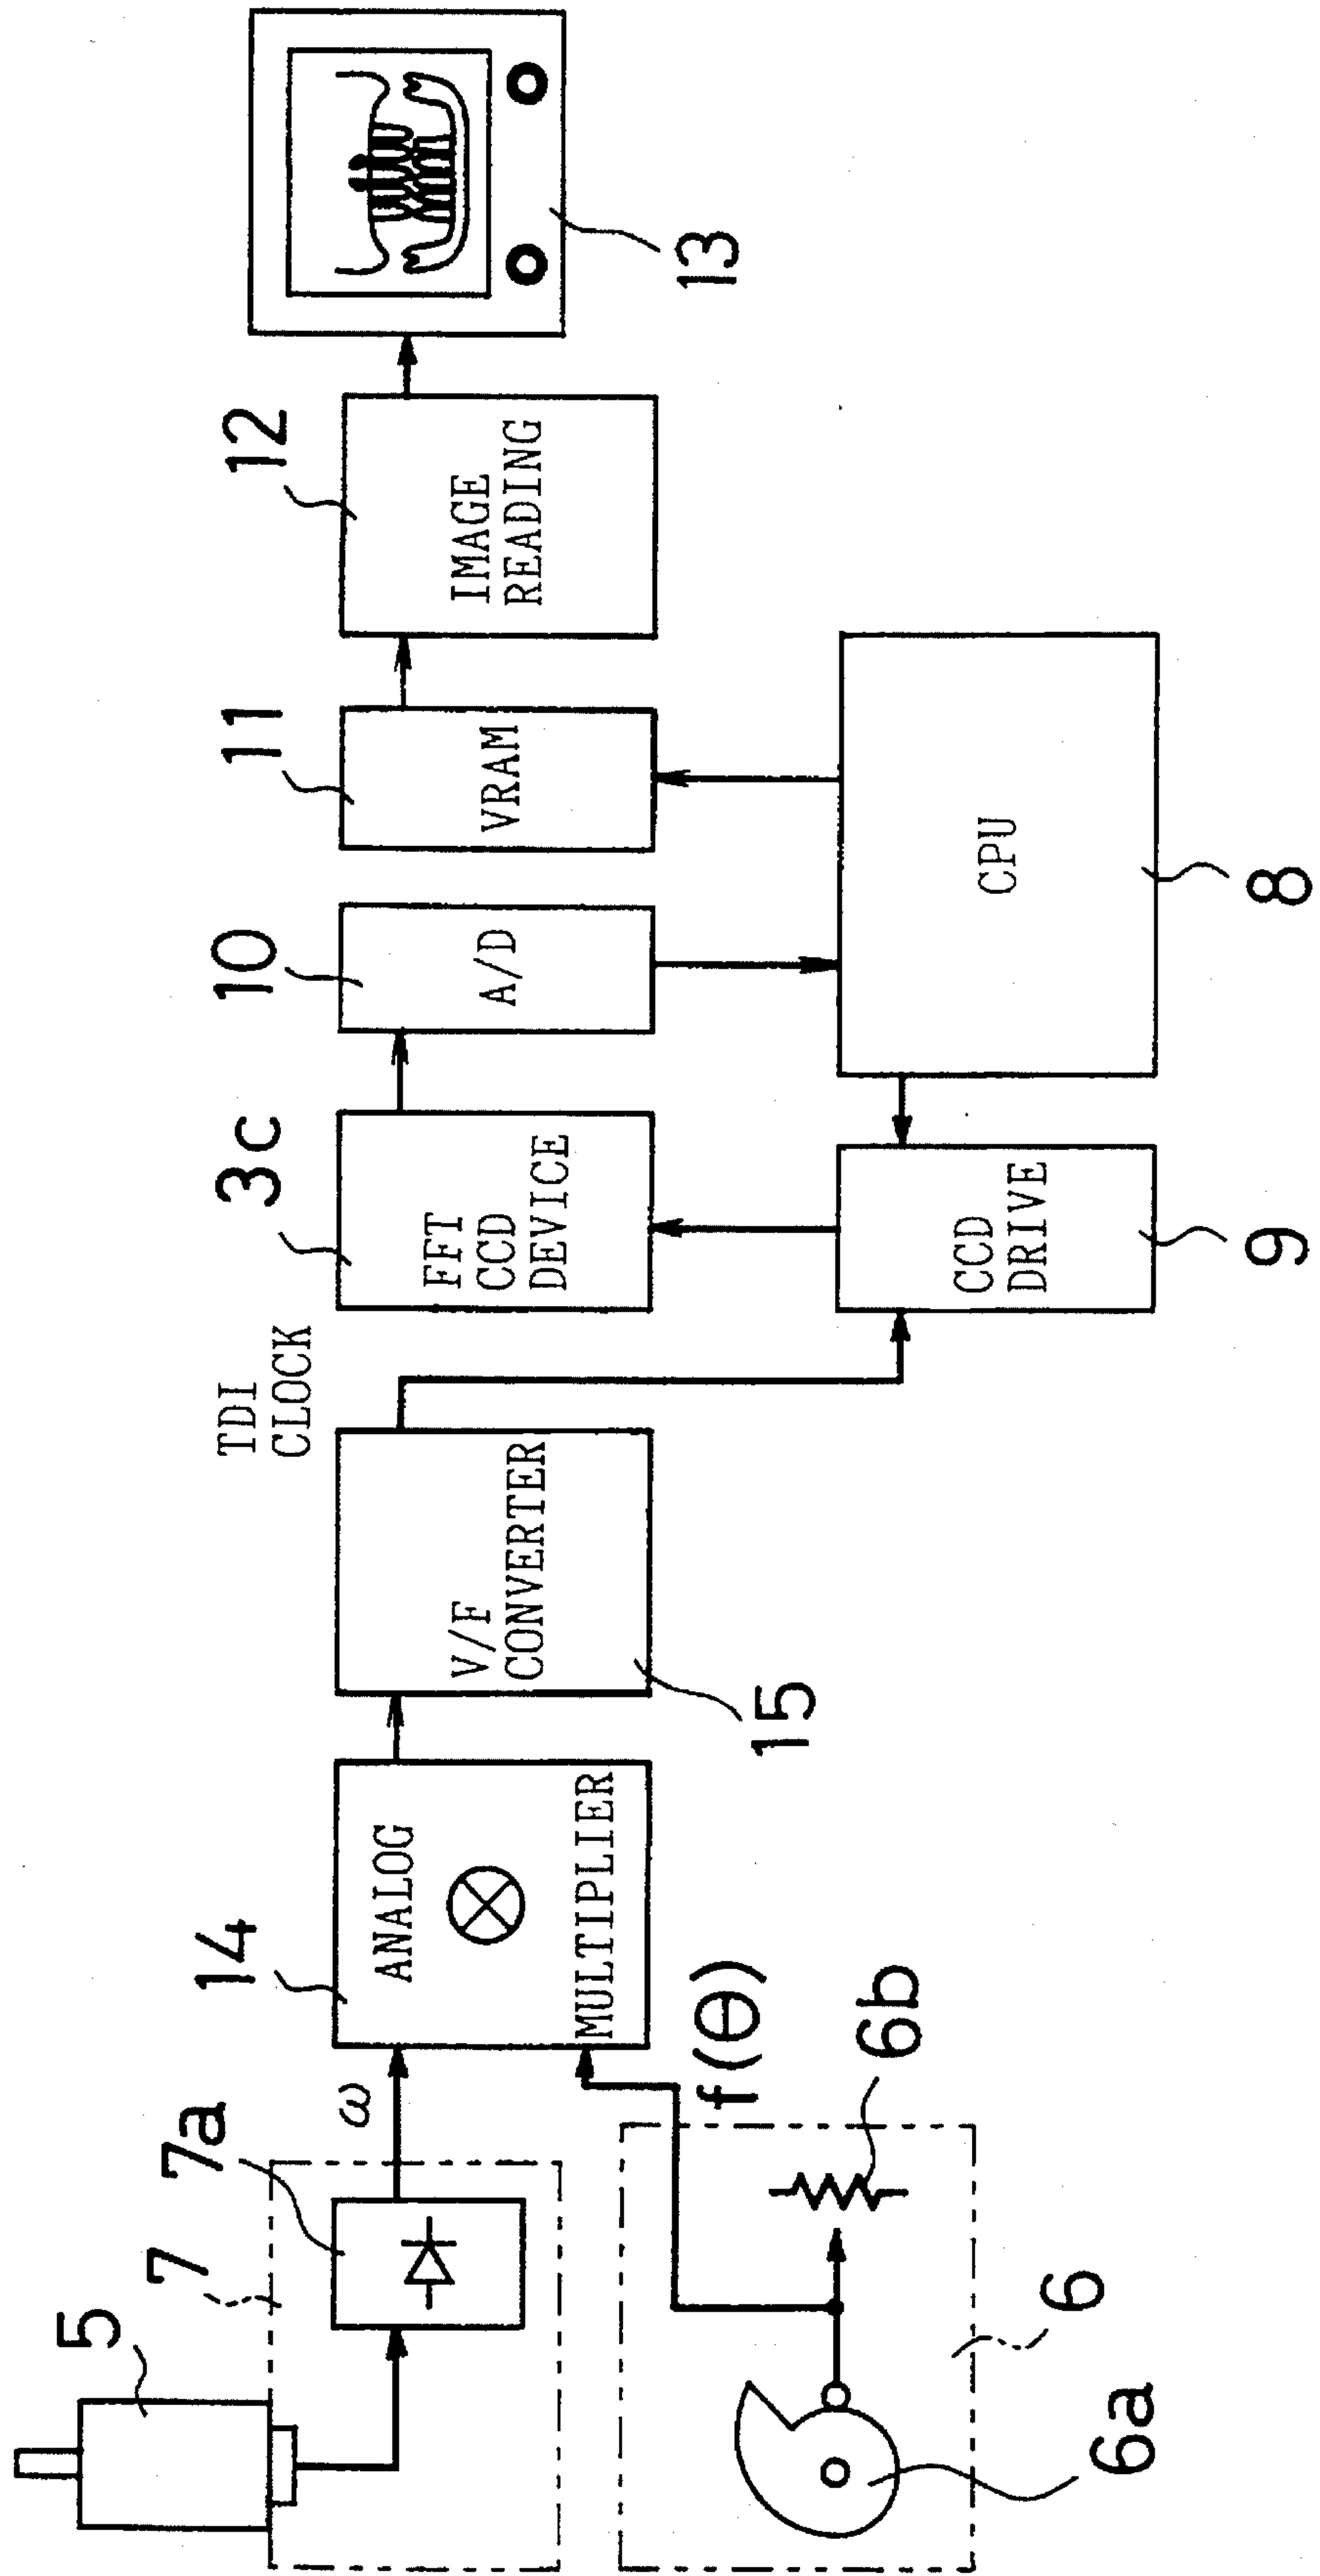 5
7
7a
ω
14
ANALOG
MULTIPLIER
f(θ)
6b
6
6a
V/F
CONVERTER
15
TDI
CLOCK
3c
FFT
CCD
DEVICE
10
A/D
11
VRAM
12
IMAGE
READING
13
CCD
DRIVE
9
CPU
8